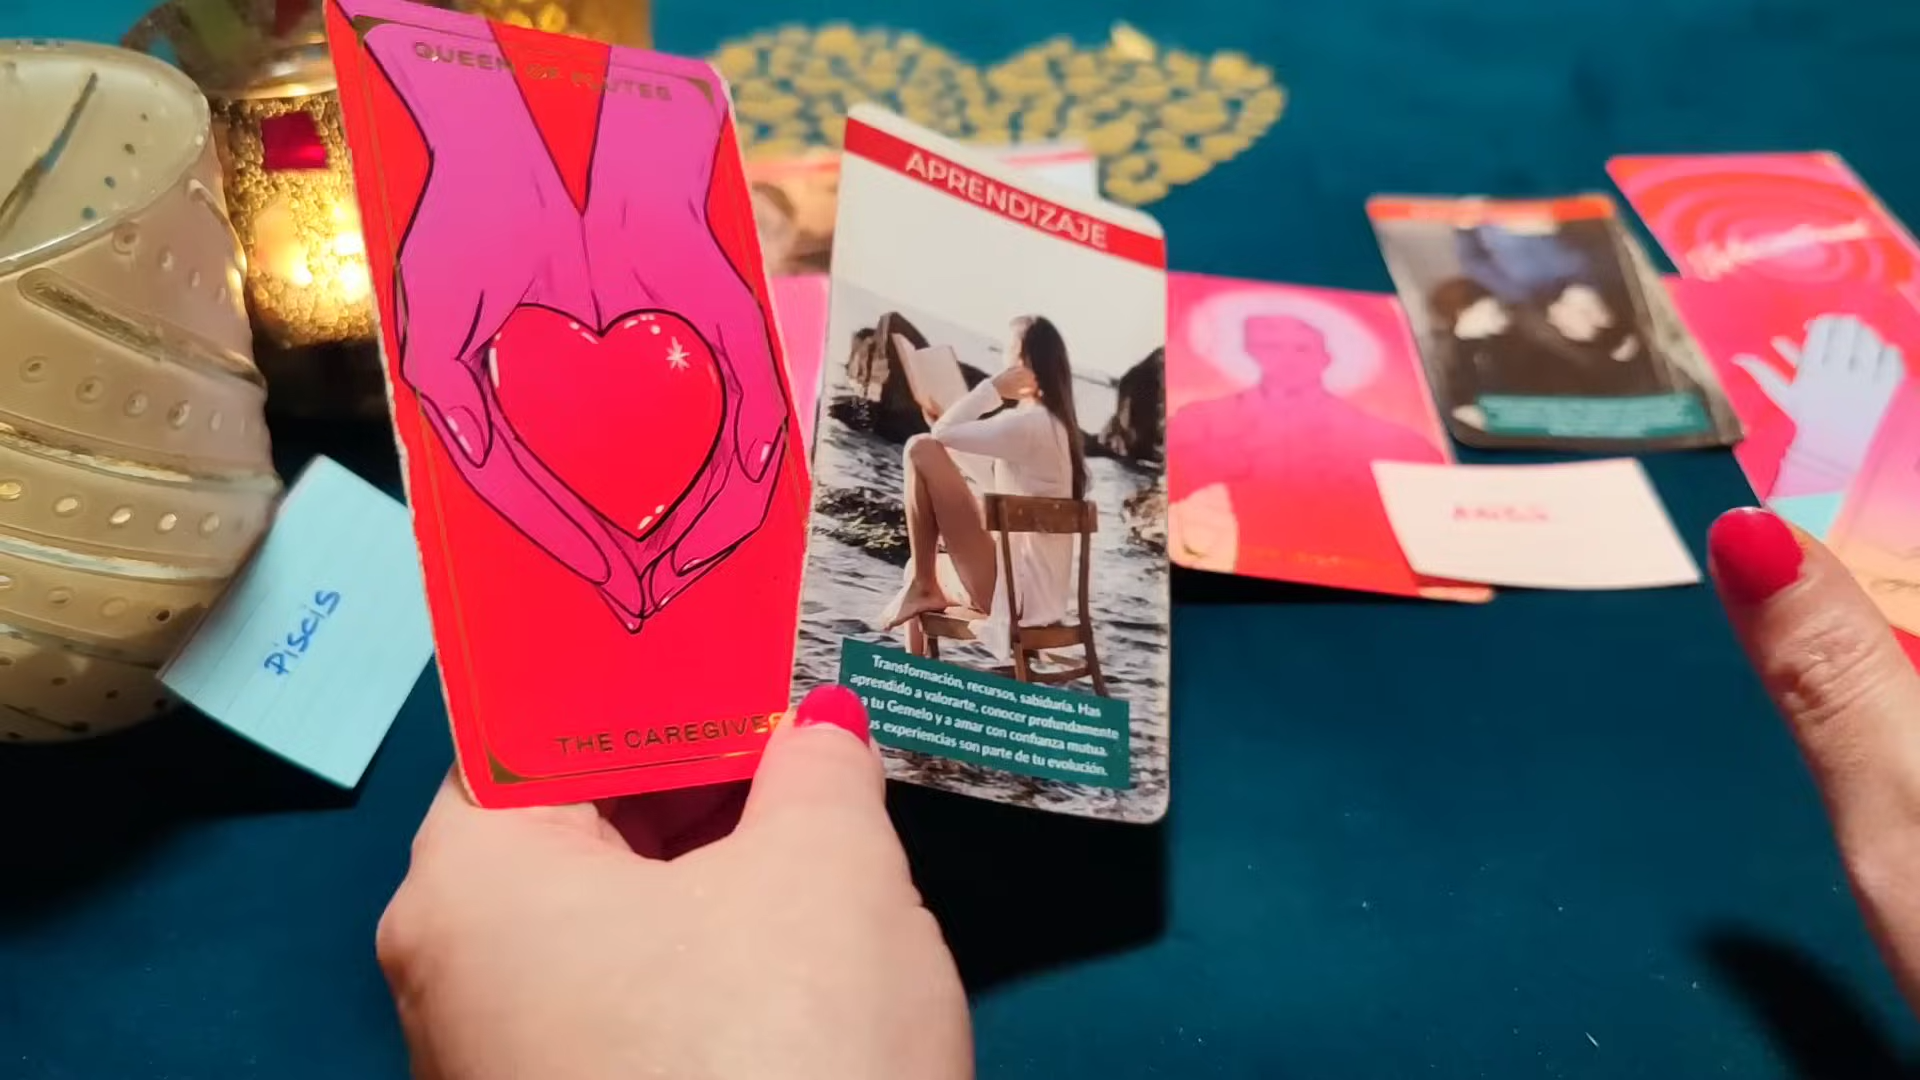 QUEEN OF FLUTES
THE CAREGIVER
APRENDIZAJE
Transformación, recursos, sabiduría. Has
aprendido a valorarte, conocer profundamente
a tu Gemelo y a amar con confianza mutua.
us experiencias son parte de tu evolución.
Piscis